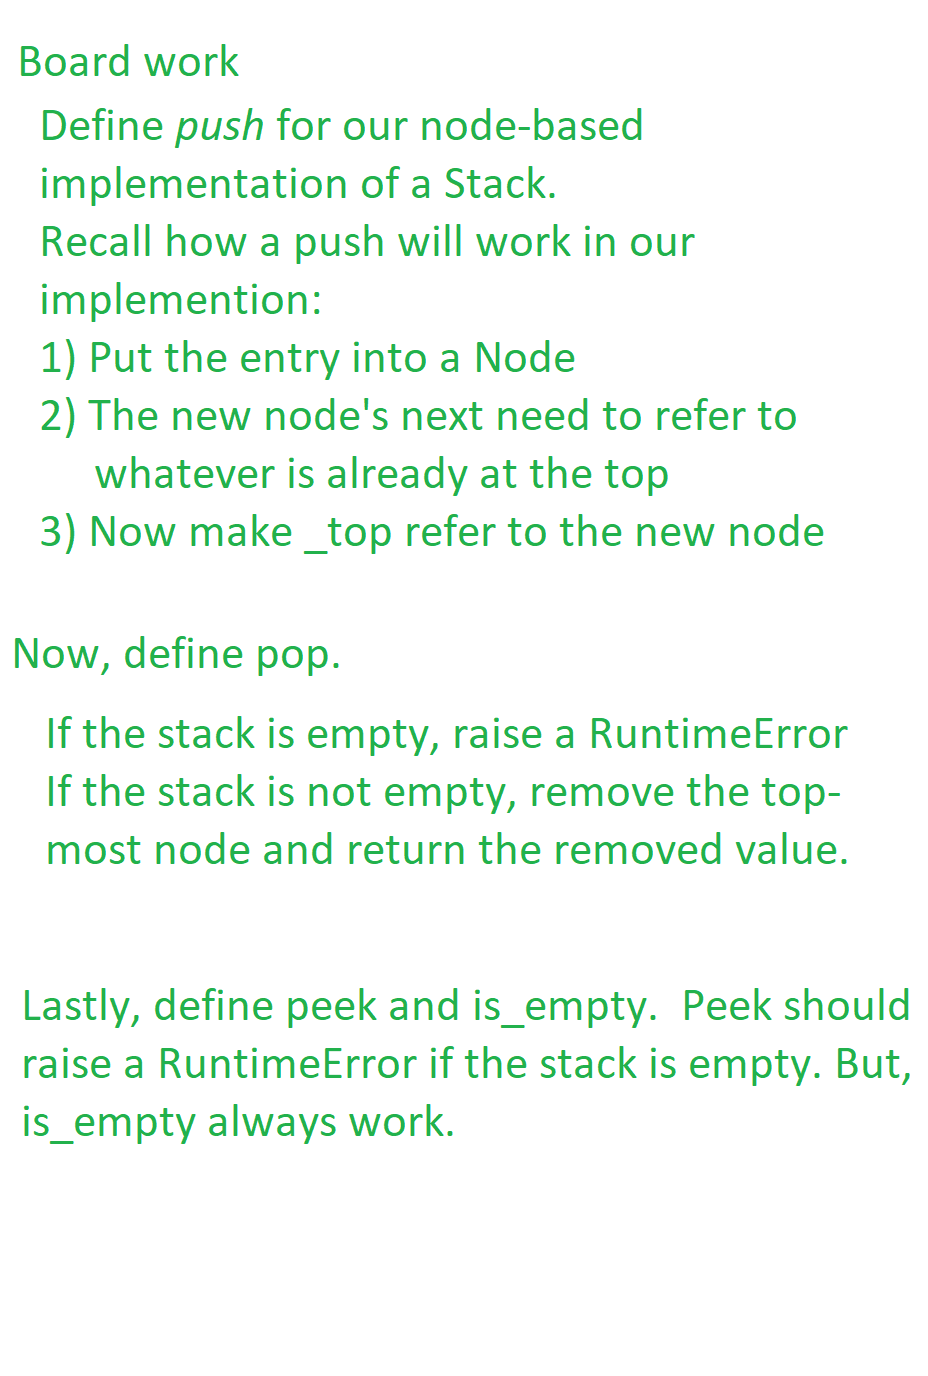 Board work
Define push for our node-based
implementation of a Stack.
Recall how a push will work in our
implemention:
1) Put the entry into a Node
2) The new node's next need to refer to
whatever is already at the top
3) Now make _top refer to the new node
Now, define pop.
If the stack is empty, raise a RuntimeError
If the stack is not empty, remove the top-
most node and return the removed value.
Lastly, define peek and is_empty.  Peek should
raise a RuntimeError if the stack is empty. But,
is_empty always work.